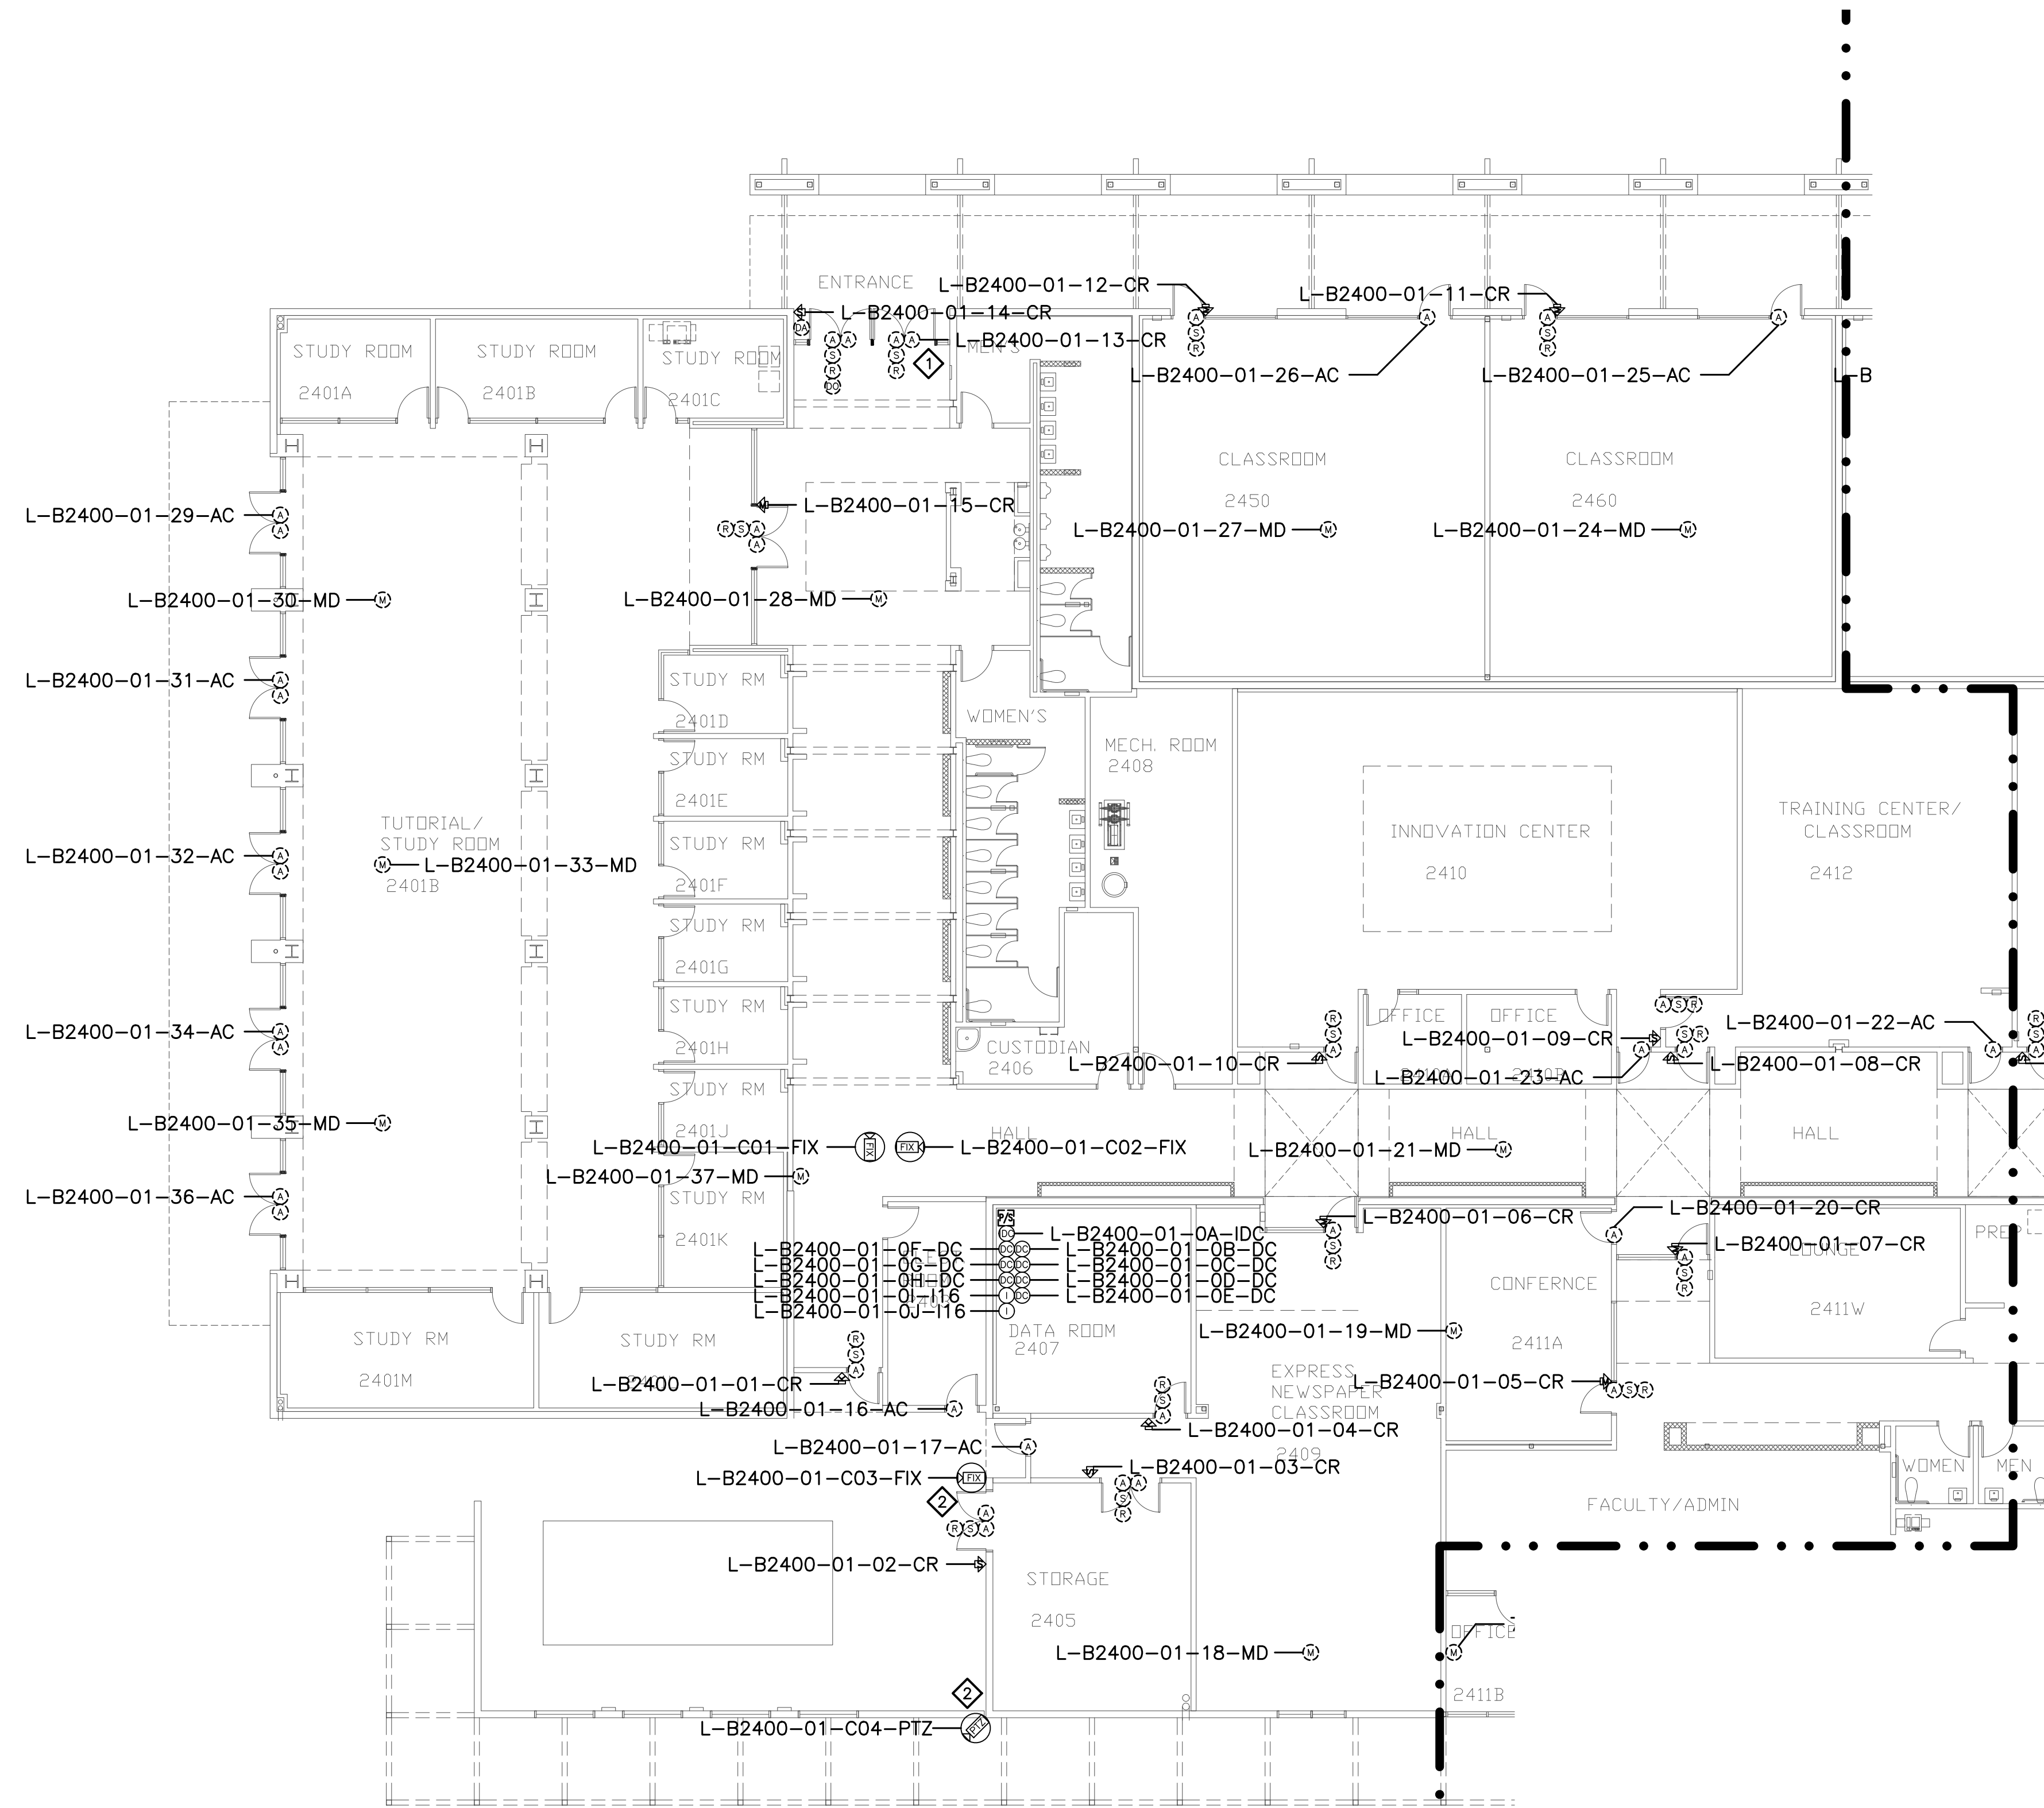 ENTRANCE
L-B2400-01-12-CR
L-B2400-01-11-CR
L-B2400-01-14-CR
L-B2400-01-13-CR
MEN'S
1
STUDY ROOM
2401A
STUDY ROOM
2401B
STUDY ROOM
2401C
L-B2400-01-26-AC
L-B2400-01-25-AC
L-B
CLASSROOM
2450
CLASSROOM
2460
L-B2400-01-29-AC
L-B2400-01-15-CR
L-B2400-01-27-MD
L-B2400-01-24-MD
L-B2400-01-30-MD
L-B2400-01-28-MD
L-B2400-01-31-AC
STUDY RM
2401D
WOMEN'S
MECH. ROOM
2408
STUDY RM
2401E
TUTORIAL/
STUDY ROOM
2401B
L-B2400-01-33-MD
L-B2400-01-32-AC
STUDY RM
2401F
INNOVATION CENTER
2410
TRAINING CENTER/
CLASSROOM
2412
STUDY RM
2401G
L-B2400-01-34-AC
STUDY RM
2401H
CUSTODIAN
2406
OFFICE
OFFICE
L-B2400-01-10-CR
L-B2400-01-09-CR
L-B2400-01-22-AC
L-B2400-01-23-AC
L-B2400-01-08-CR
STUDY RM
2401J
L-B2400-01-35-MD
HALL
HALL
HALL
L-B2400-01-C01-FIX
FIX
FIX
L-B2400-01-C02-FIX
L-B2400-01-21-MD
L-B2400-01-37-MD
L-B2400-01-36-AC
STUDY RM
2401K
L-B2400-01-06-CR
L-B2400-01-20-CR
L-B2400-01-07-CR
LOUNGE
2411W
PREP
L-B2400-01-0A-IDC
L-B2400-01-0F-DC
L-B2400-01-0B-DC
L-B2400-01-0G-DC
L-B2400-01-0C-DC
L-B2400-01-0H-DC
L-B2400-01-0D-DC
L-B2400-01-0I-I16
L-B2400-01-0E-DC
L-B2400-01-0J-I16
DATA ROOM
2407
CONFERNCE
2411A
L-B2400-01-19-MD
STUDY RM
2401M
STUDY RM
L-B2400-01-01-CR
EXPRESS
NEWSPAPER
CLASSROOM
2409
L-B2400-01-05-CR
L-B2400-01-16-AC
L-B2400-01-04-CR
L-B2400-01-17-AC
L-B2400-01-03-CR
L-B2400-01-C03-FIX
FIX
2
WOMEN
MEN
FACULTY/ADMIN
L-B2400-01-02-CR
STORAGE
2405
OFFICE
L-B2400-01-18-MD
2411B
2
L-B2400-01-C04-PTZ
PTZ